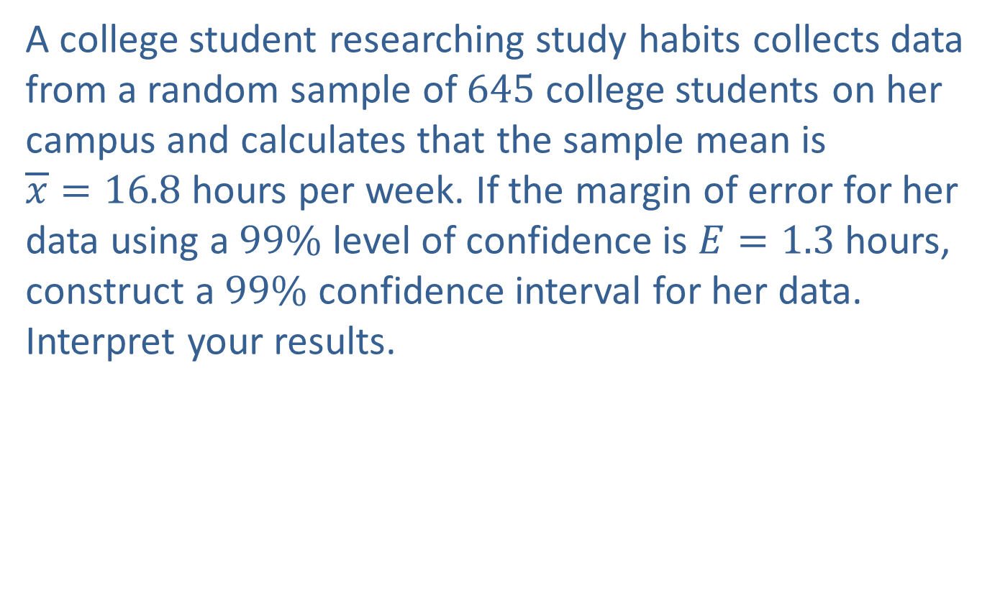 A college student researching study habits collects data
from a random sample of 645 college students on her
campus and calculates that the sample mean is
x̅ = 16.8 hours per week. If the margin of error for her
data using a 99% level of confidence is E = 1.3 hours,
construct a 99% confidence interval for her data.
Interpret your results.